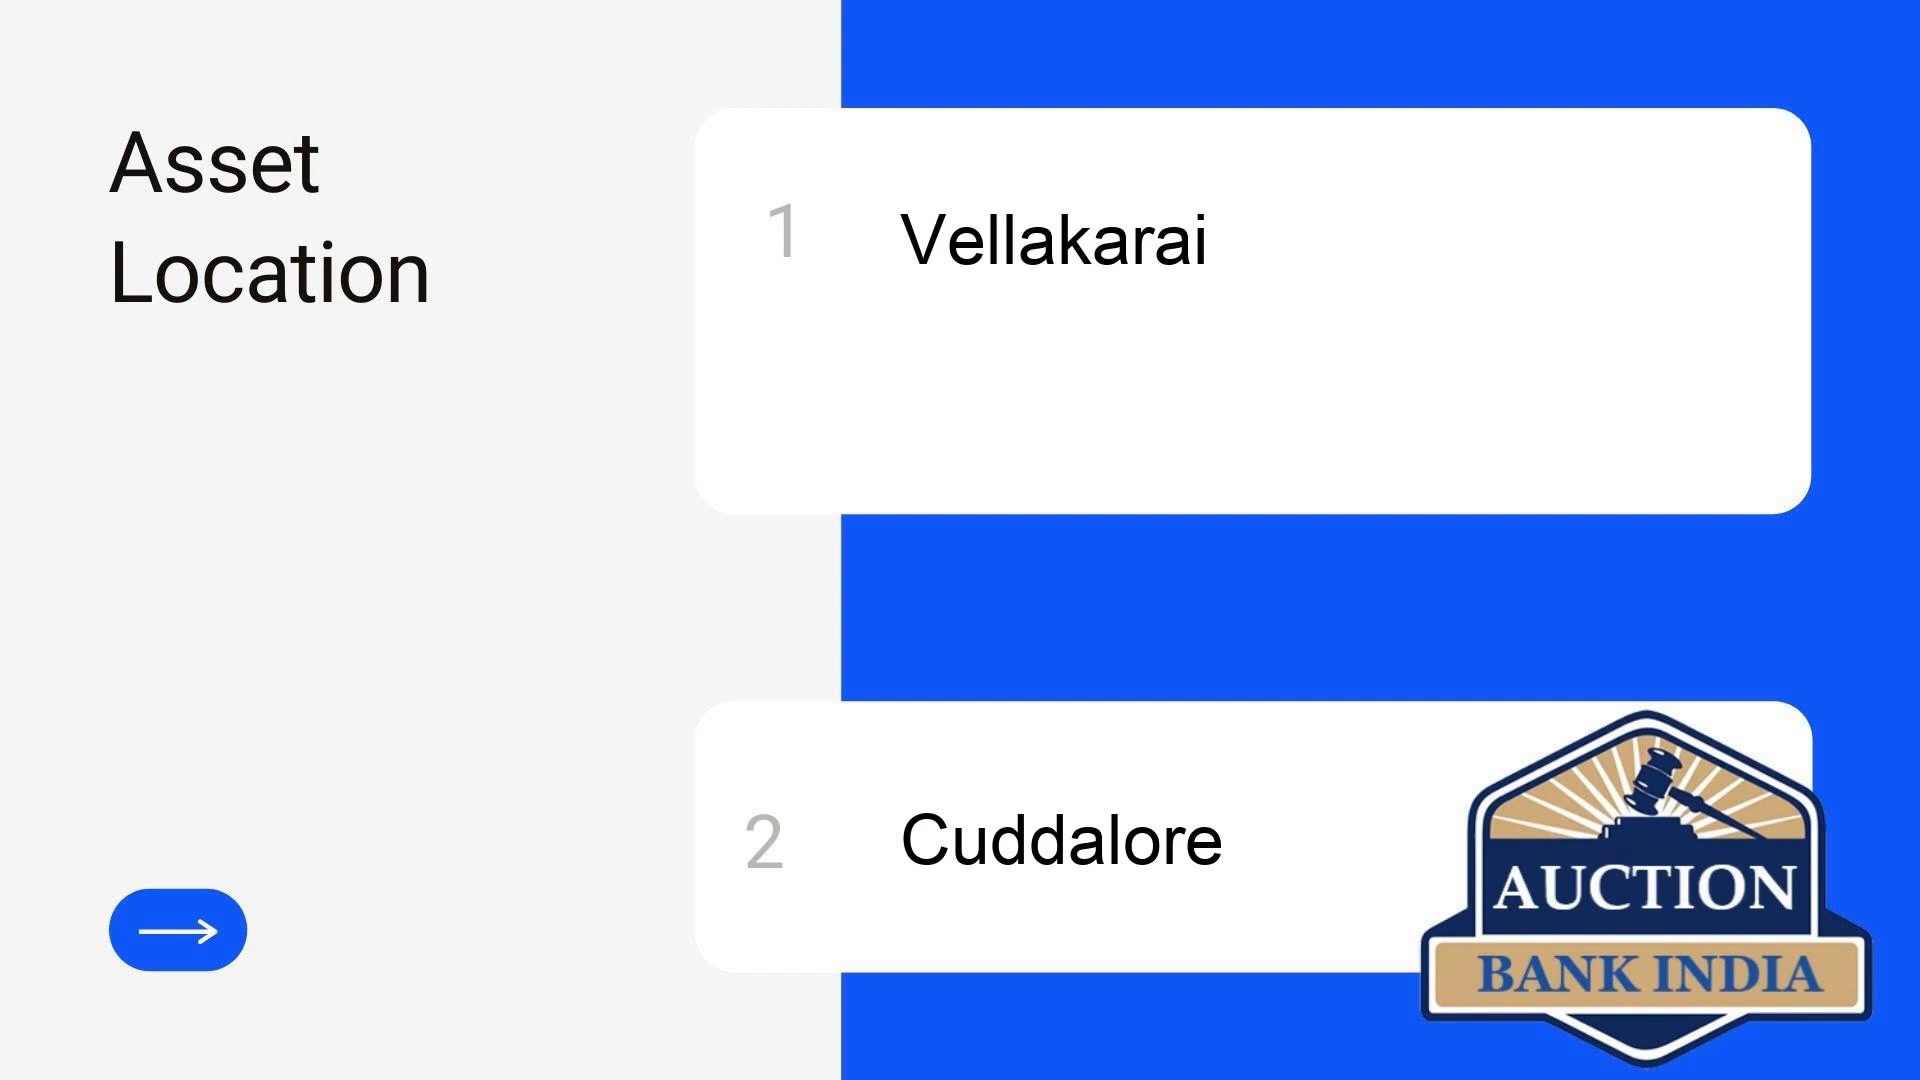 Asset
Location
1
Vellakarai
2
Cuddalore
AUCTION
BANK INDIA